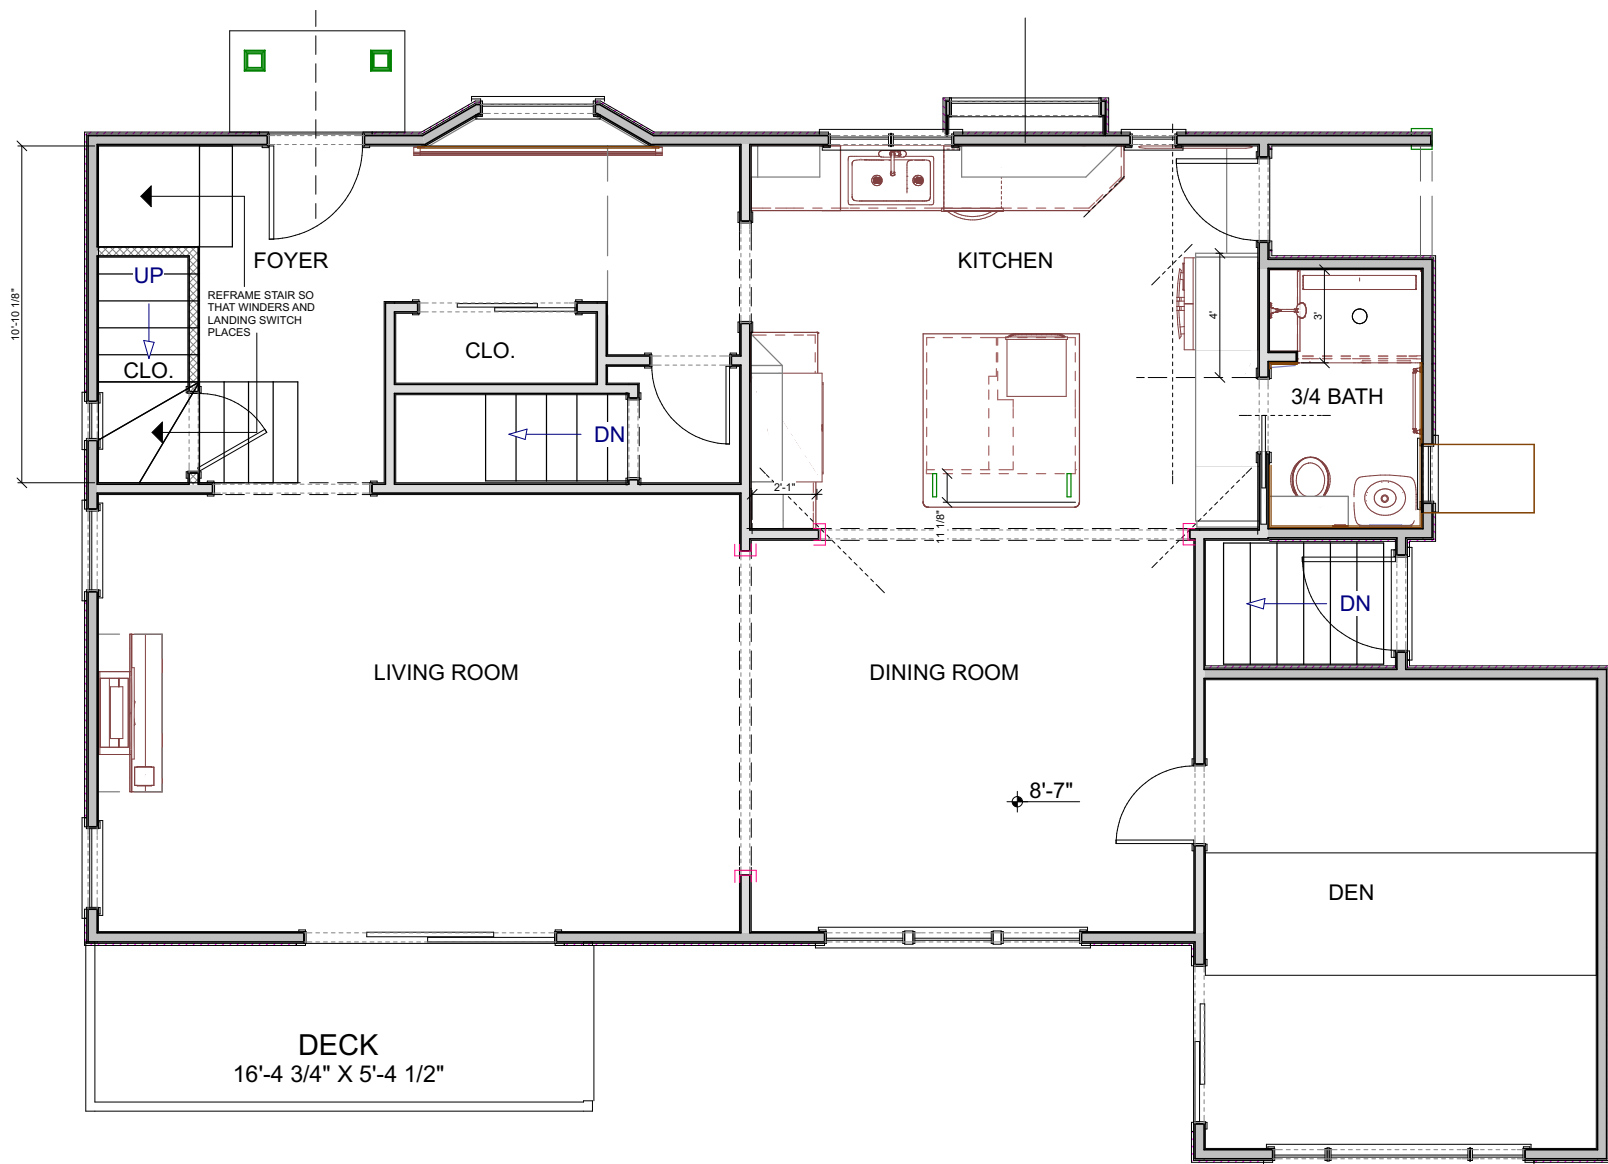 FOYER
KITCHEN
UP
REFRAME STAIR SO
THAT WINDERS AND
LANDING SWITCH
PLACES
10'-10 1/8"
4'
3'
CLO.
CLO.
3/4 BATH
DN
2'-1"
11 1/8"
DN
LIVING ROOM
DINING ROOM
8'-7"
DEN
DECK
16'-4 3/4" X 5'-4 1/2"